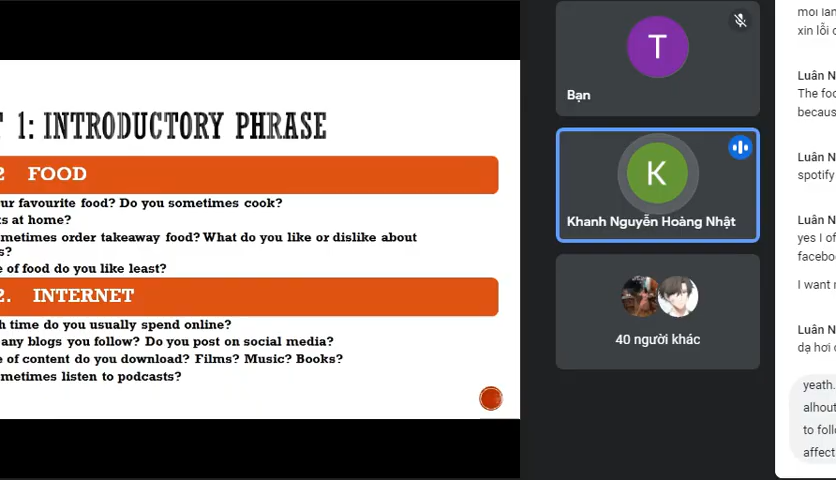 1: INTRODUCTORY PHRASE
2 FOOD
ur favourite food? Do you sometimes cook?
s at home?
metimes order takeaway food? What do you like or dislike about
s?
e of food do you like least?
2. INTERNET
h time do you usually spend online?
any blogs you follow? Do you post on social media?
e of content do you download? Films? Music? Books?
metimes listen to podcasts?
T
Bạn
K
Khanh Nguyễn Hoàng Nhật
40 người khác
xin lỗi
Luân N
The foo
becaus
Luân N
spotify
Luân N
yes I of
facebo
I want
Luân N
dạ hơi
yeath.
alhout
to follo
affect